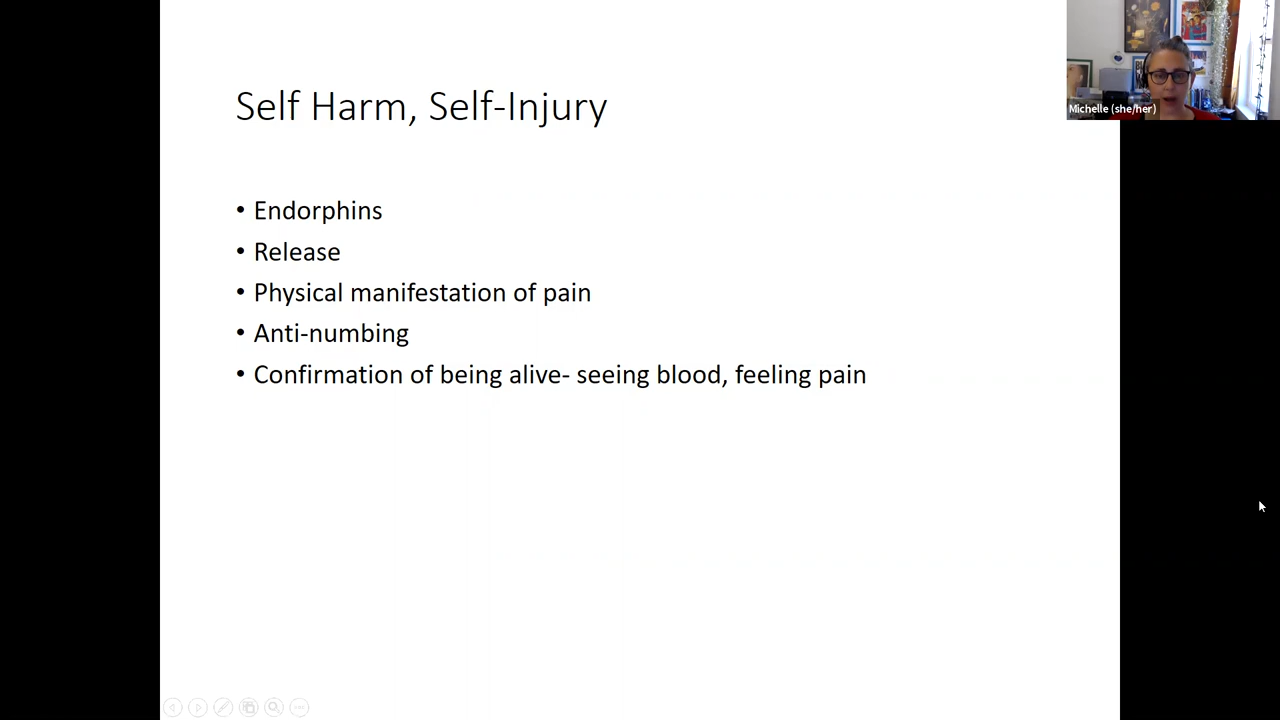 Self Harm, Self-Injury
Michelle (she/her)
• Endorphins
• Release
• Physical manifestation of pain
• Anti-numbing
• Confirmation of being alive- seeing blood, feeling pain